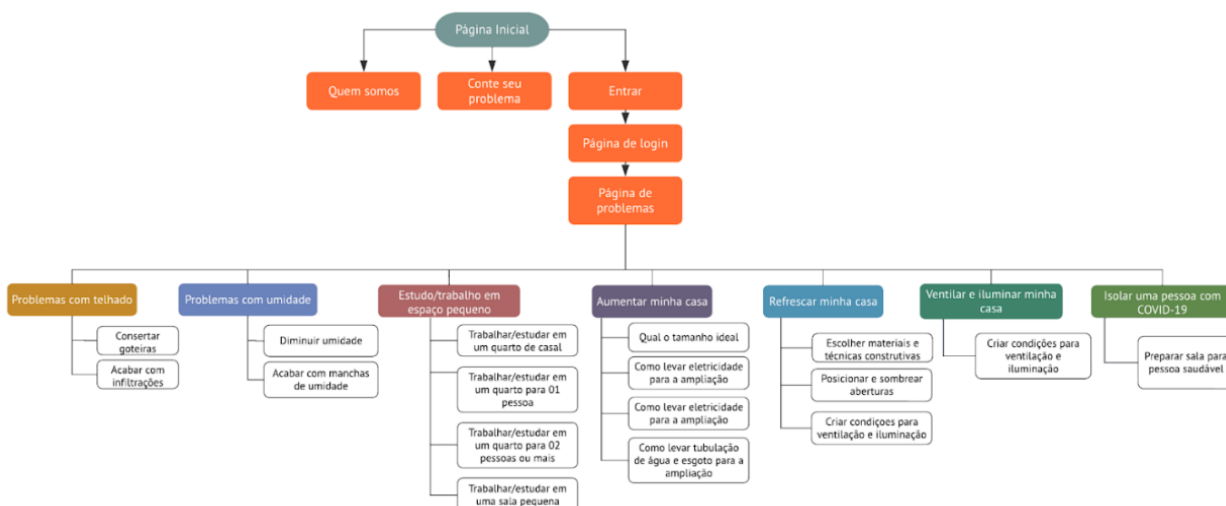 Página Inicial
Quem somos
Conte seu
problema
Entrar
Página de login
Página de
problemas
Problemas com telhado
Consertar
goteiras
Acabar com
infiltrações
Problemas com umidade
Diminuir umidade
Acabar com manchas
de umidade
Estudo/trabalho em
espaço pequeno
Trabalhar/estudar em
um quarto de casal
Trabalhar/estudar em
um quarto para 01
pessoa
Trabalhar/estudar em
um quarto para 02
pessoas ou mais
Trabalhar/estudar em
uma sala pequena
Aumentar minha casa
Qual o tamanho ideal
Como levar eletricidade
para a ampliação
Como levar eletricidade
para a ampliação
Como levar tubulação
de água e esgoto para a
ampliação
Refrescar minha casa
Escolher materiais e
técnicas construtivas
Posicionar e sombrear
aberturas
Criar condiçoes para
ventilação e iluminação
Ventilar e iluminar minha
casa
Criar condições para
ventilação e
iluminação
Isolar uma pessoa com
COVID-19
Preparar sala para
pessoa saudável